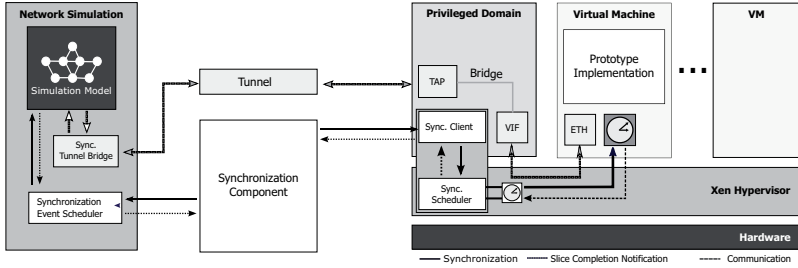 Network Simulation
Simulation Model
Sync.
Tunnel Bridge
Synchronization
Event Scheduler
Tunnel
Synchronization
Component
Privileged Domain
TAP
Bridge
VIF
Sync. Client
Sync.
Scheduler
Virtual Machine
Prototype
Implementation
ETH
...
VM
Xen Hypervisor
Hardware
Synchronization
Slice Completion Notification
Communication